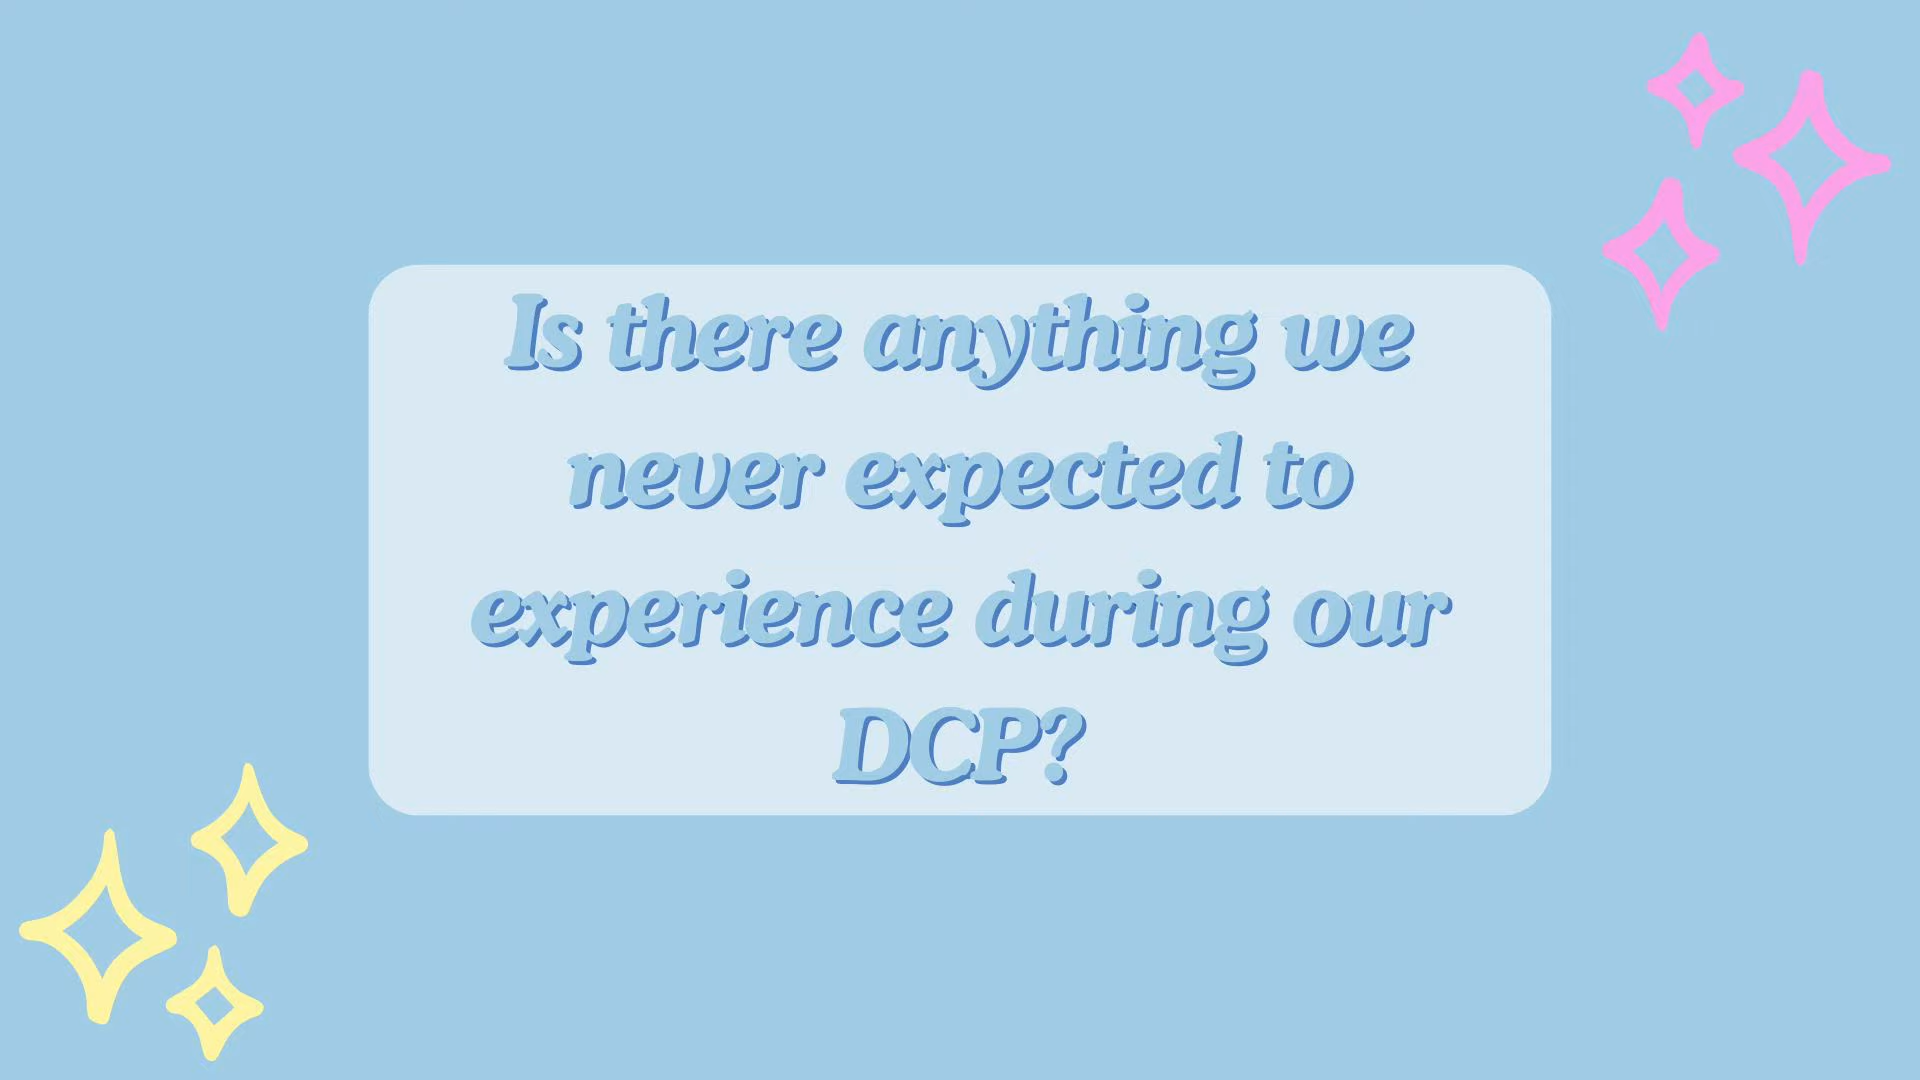 Is there anything we
never expected to
experience during our
DCP?